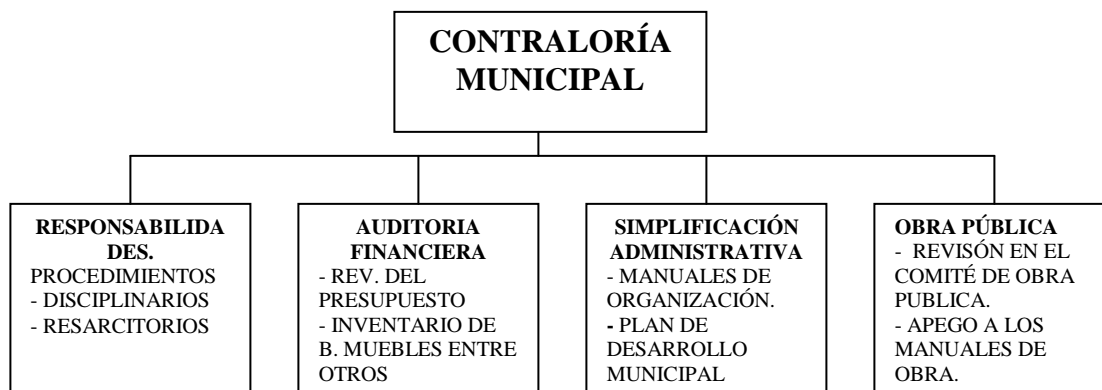 CONTRALORÍA
MUNICIPAL
RESPONSABILIDA
DES.
PROCEDIMIENTOS
- DISCIPLINARIOS
- RESARCITORIOS
AUDITORIA
FINANCIERA
- REV. DEL
PRESUPUESTO
- INVENTARIO DE
B. MUEBLES ENTRE
OTROS
SIMPLIFICACIÓN
ADMINISTRATIVA
- MANUALES DE
ORGANIZACIÓN.
- PLAN DE
DESARROLLO
MUNICIPAL
OBRA PÚBLICA
- REVISÓN EN EL
COMITÉ DE OBRA
PUBLICA.
- APEGO A LOS
MANUALES DE
OBRA.